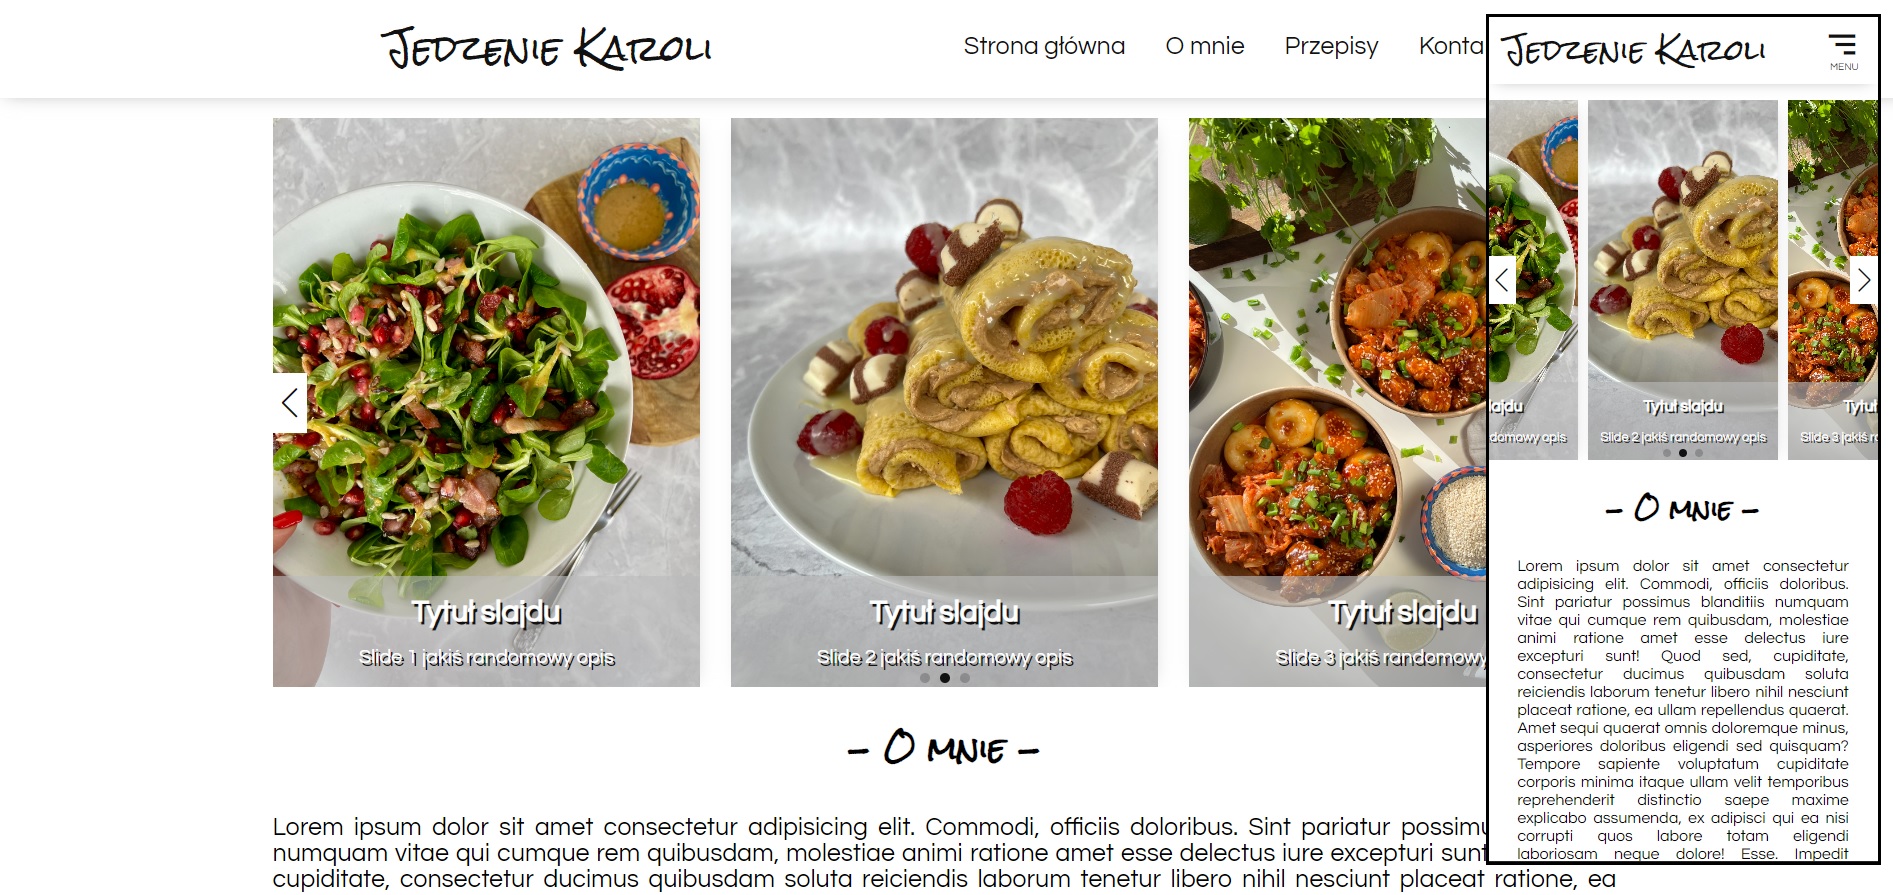 Jedzenie Karoli
Strona główna O mnie Przepisy Konta
Tytuł slajdu
Slide 1 jakiś randomowy opis
Tytuł slajdu
Slide 2 jakiś randomowy opis
Tytuł slajdu
Slide 3 jakiś randomowy
- O mnie -
Lorem ipsum dolor sit amet consectetur adipisicing elit. Commodi, officiis doloribus. Sint pariatur possimu
numquam vitae qui cumque rem quibusdam, molestiae animi ratione amet esse delectus iure excepturi sunt
cupiditate, consectetur ducimus quibusdam soluta reiciendis laborum tenetur libero nihil nesciunt placeat ratione, ea
Jedzenie Karoli
MENU
lajdu
domowy opis
Tytuł slajdu
Slide 2 jakiś randomowy opis
Tytuł
Slide 3 jakiś r
- O mnie -
Lorem ipsum dolor sit amet consectetur
adipisicing elit. Commodi, officiis doloribus.
Sint pariatur possimus blanditiis numquam
vitae qui cumque rem quibusdam, molestiae
animi ratione amet esse delectus iure
excepturi sunt! Quod sed, cupiditate,
consectetur ducimus quibusdam soluta
reiciendis laborum tenetur libero nihil nesciunt
placeat ratione, ea ullam repellendus quaerat.
Amet sequi quaerat omnis doloremque minus,
asperiores doloribus eligendi sed quisquam?
Tempore sapiente voluptatum cupiditate
corporis minima itaque ullam velit temporibus
reprehenderit distinctio saepe maxime
explicabo assumenda, ex adipisci qui ea nisi
corrupti quos labore totam eligendi
laboriosam neque dolore! Esse. Impedit